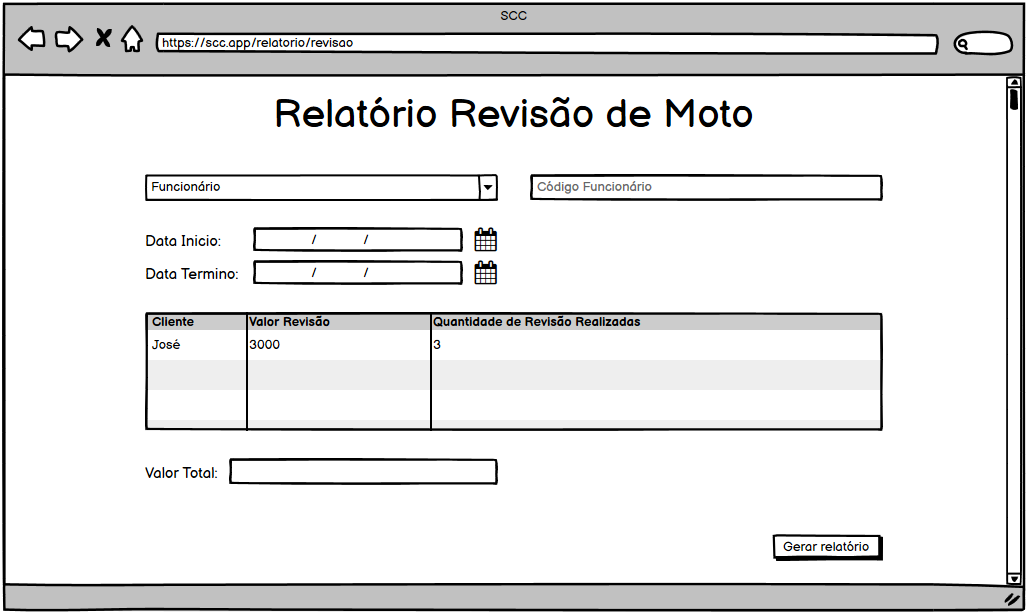 SCC
https://scc.app/relatorio/revisao
Relatório Revisão de Moto
Funcionário Código Funcionário
Data Inicio: / /
Data Termino: / /
Cliente Valor Revisão Quantidade de Revisão Realizadas
José 3000 3
Valor Total:
Gerar relatório